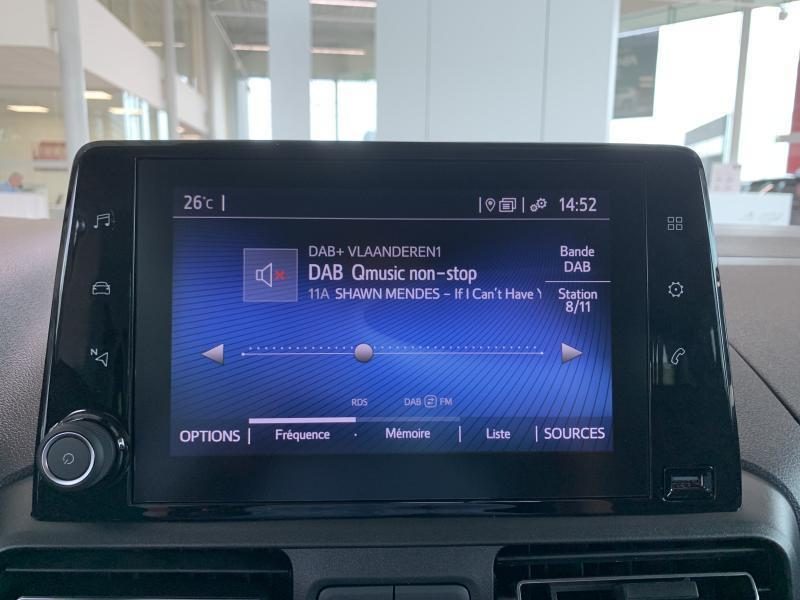 26°C
14:52
DAB+ VLAANDEREN1
DAB Qmusic non-stop
11A SHAWN MENDES – If I Can't Have Y
Bande
DAB
Station
8/11
RDS
DAB FM
OPTIONS
Fréquence
Mémoire
Liste
SOURCES
N